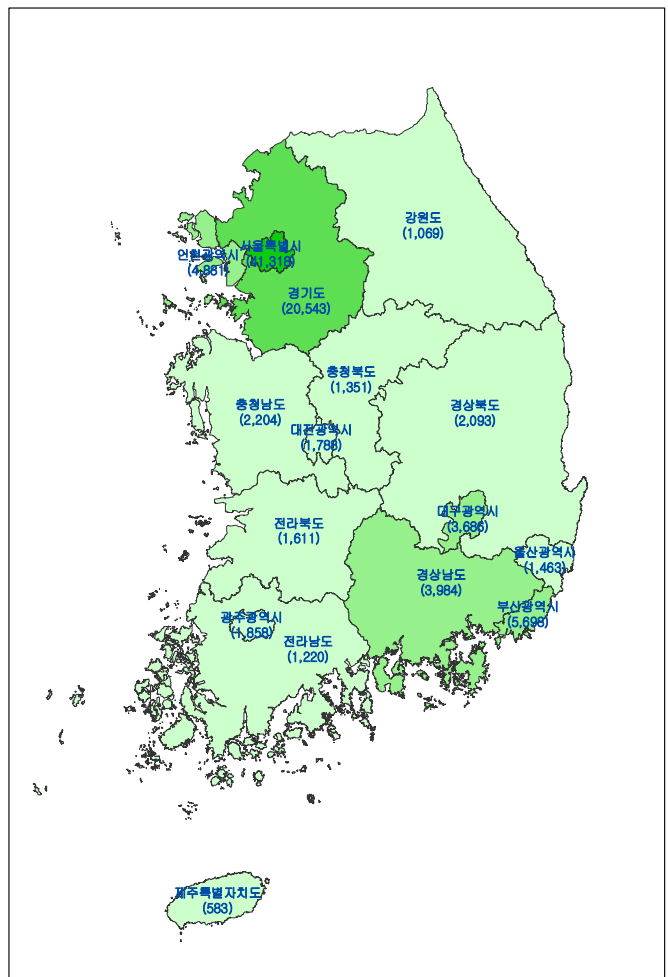 강원도
(1,069)
서울특별시
(41,318)
인천광역시
(4,881)
경기도
(20,543)
충청북도
(1,351)
충청남도
(2,204)
경상북도
(2,093)
대전광역시
(1,788)
대구광역시
(3,686)
전라북도
(1,611)
울산광역시
(1,463)
경상남도
(3,984)
부산광역시
(5,698)
광주광역시
(1,858)
전라남도
(1,220)
제주특별자치도
(583)